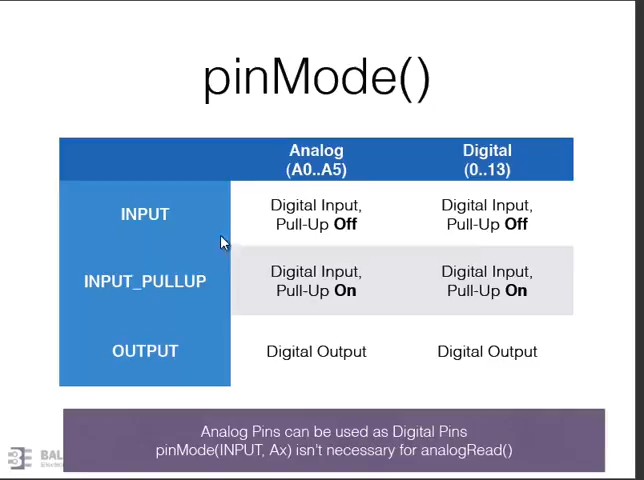 pinMode()
Analog Digital
(A0..A5) (0..13)
INPUT
Digital Input, Digital Input,
Pull-Up Off Pull-Up Off
INPUT_PULLUP
Digital Input, Digital Input,
Pull-Up On Pull-Up On
OUTPUT Digital Output Digital Output
Analog Pins can be used as Digital Pins
pinMode(INPUT, Ax) isn't necessary for analogRead()
BAL